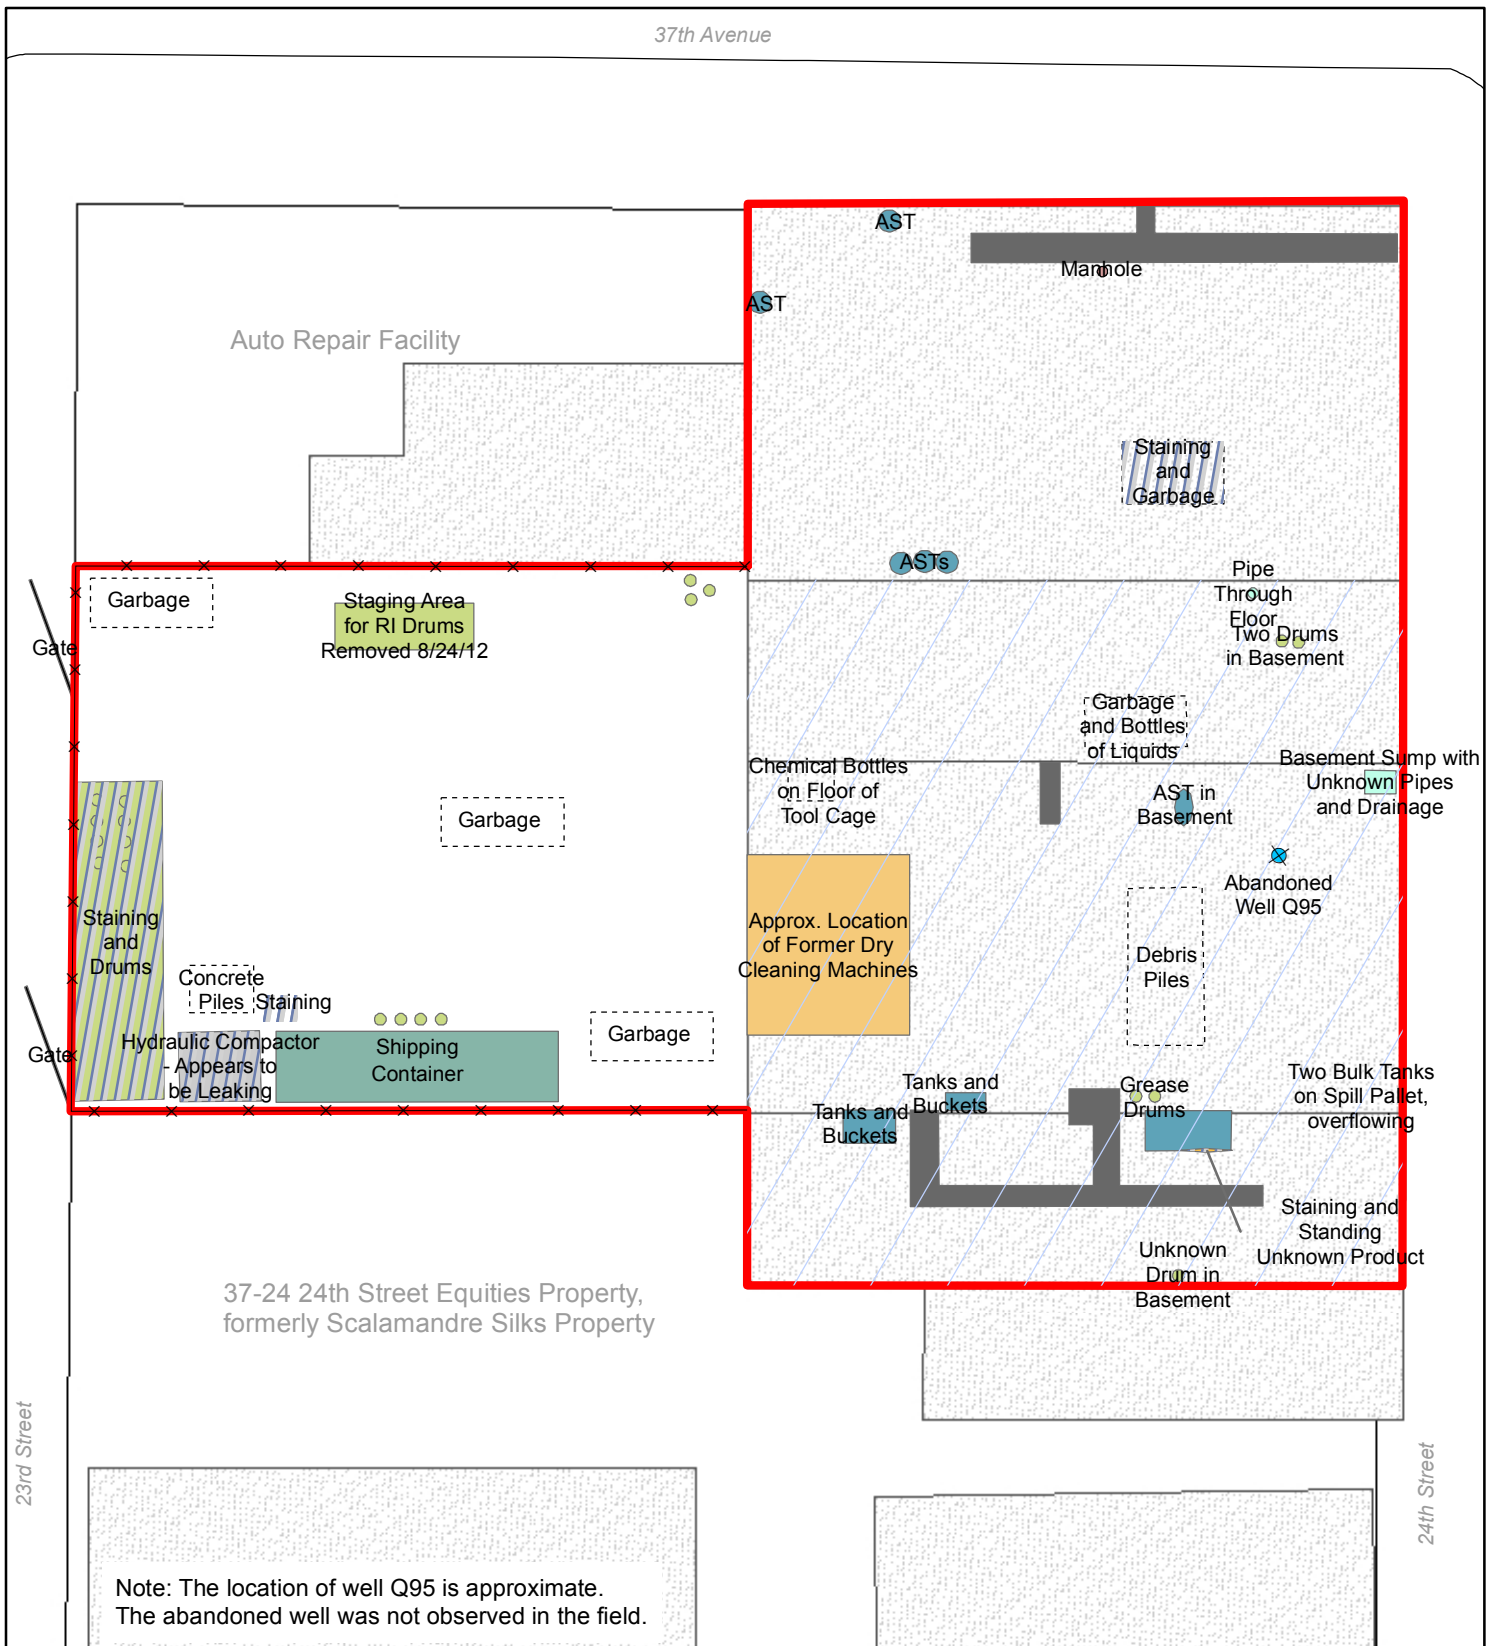 37th Avenue
AST
Manhole
AST
Auto Repair Facility
Staining
and
Garbage
ASTs
Pipe
Through
Floor
Garbage
Staging Area
for RI Drums
Removed 8/24/12
Gate
Two Drums
in Basement
Garbage
and Bottles
of Liquids
Chemical Bottles
on Floor of
Tool Cage
AST in
Basement
Basement Sump with
Unknown Pipes
and Drainage
Garbage
Abandoned
Well Q95
Staining
and
Drums
Approx. Location
of Former Dry
Cleaning Machines
Debris
Piles
Concrete
Piles
Staining
Gate
Hydraulic Compactor
- Appears to
be Leaking
Shipping
Container
Garbage
Tanks and
Buckets
Tanks and
Buckets
Grease
Drums
Two Bulk Tanks
on Spill Pallet,
overflowing
Staining and
Standing
Unknown Product
Unknown
Drum in
Basement
37-24 24th Street Equities Property,
formerly Scalamandre Silks Property
23rd Street
24th Street
Note: The location of well Q95 is approximate.
The abandoned well was not observed in the field.